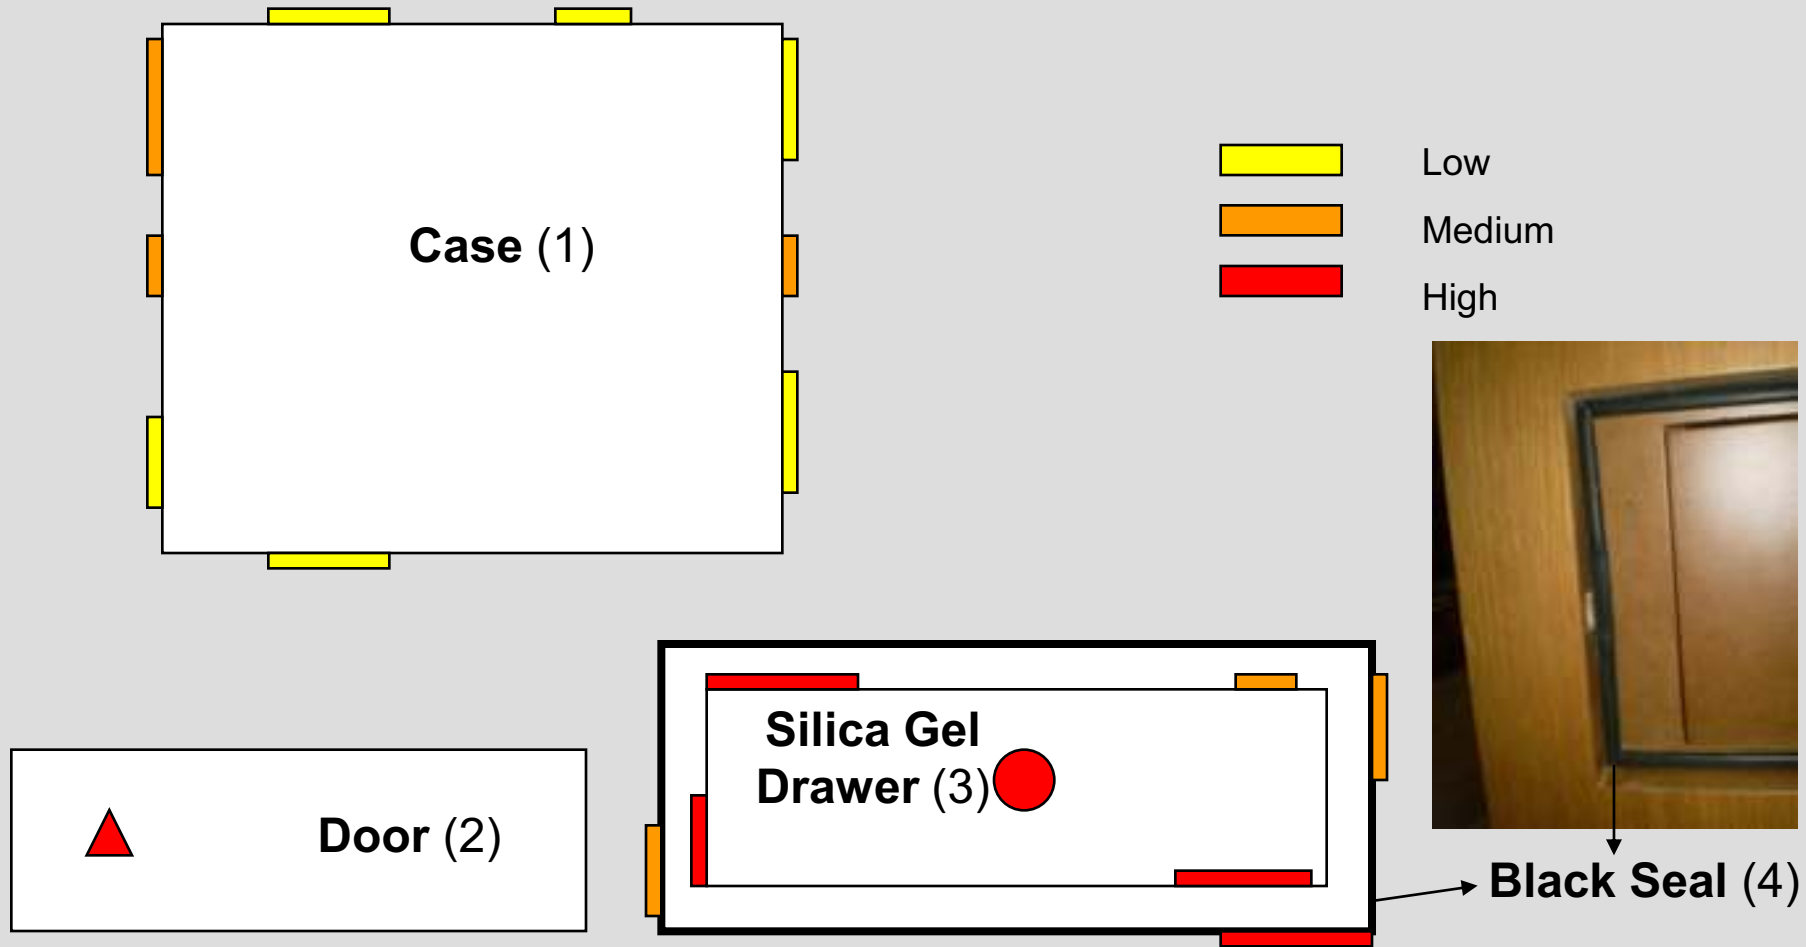 Case (1)
Low
Medium
High
Silica Gel
Drawer (3)
Door (2)
Black Seal (4)